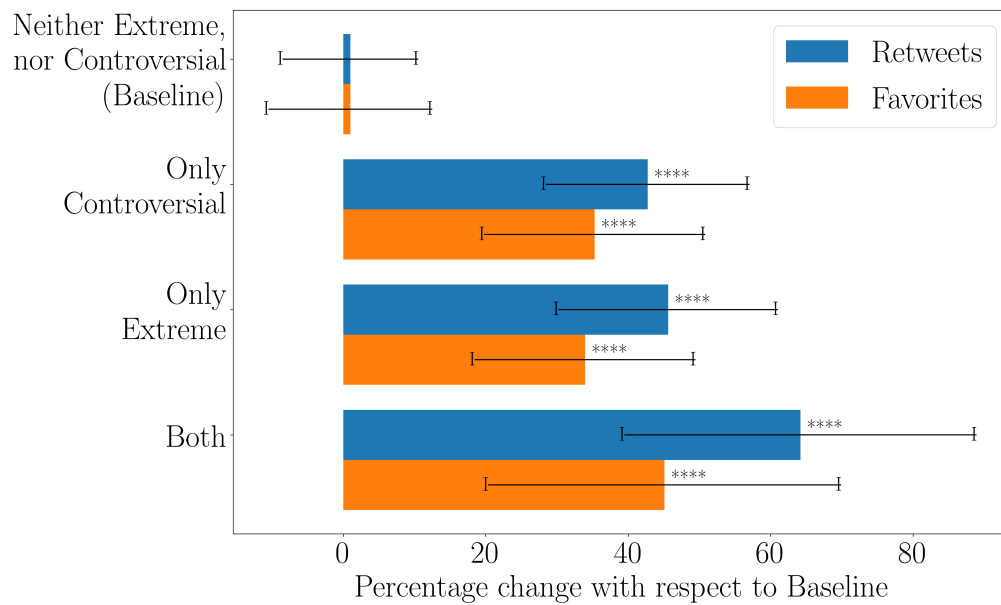 Neither Extreme,
nor Controversial
(Baseline)
Retweets
Favorites
Only
Controversial
****
****
Only
Extreme
****
****
Both
****
****
0 20 40 60 80
Percentage change with respect to Baseline